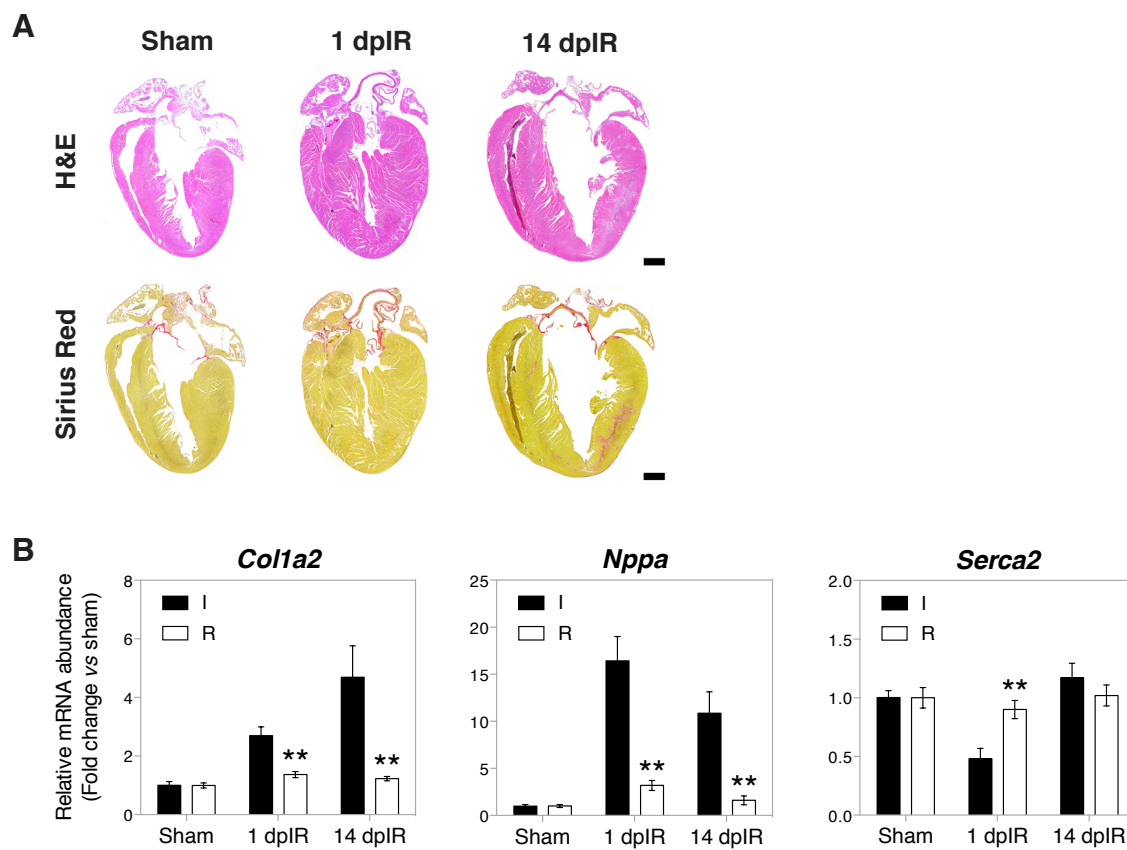 A
Sham 1 dpIR 14 dpIR
H&E
Sirius Red
B
Col1a2
Relative mRNA abundance
(Fold change vs sham)
8
6
4
2
0
I
R
**
**
Sham 1 dpIR 14 dpIR
Nppa
25
20
15
10
5
0
I
R
**
**
Sham 1 dpIR 14 dpIR
Serca2
2.0
1.5
1.0
0.5
0.0
I
R
**
Sham 1 dpIR 14 dpIR